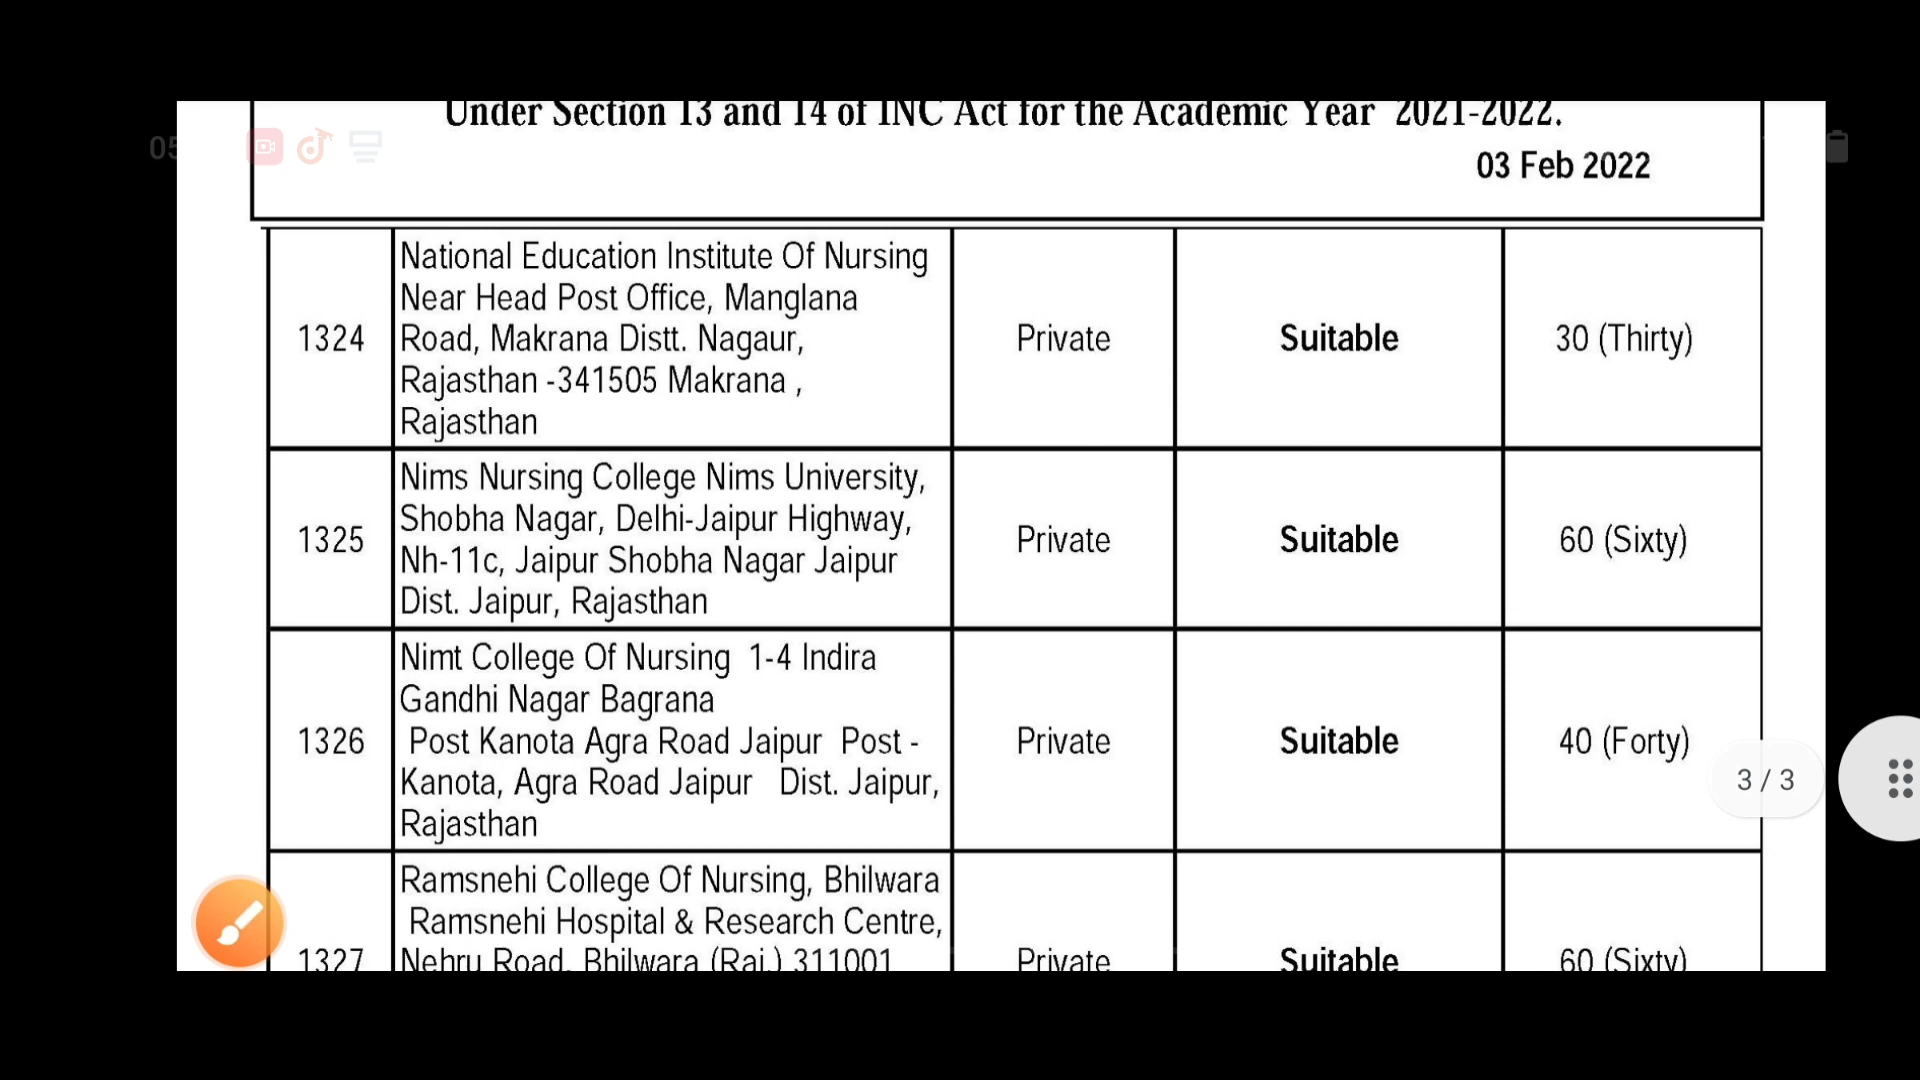 Under Section 13 and 14 of INC Act for the Academic Year 2021-2022.
05
03 Feb 2022
1324
National Education Institute Of Nursing
Near Head Post Office, Manglana
Road, Makrana Distt. Nagaur,
Rajasthan -341505 Makrana ,
Rajasthan
Private
Suitable
30 (Thirty)
1325
Nims Nursing College Nims University,
Shobha Nagar, Delhi-Jaipur Highway,
Nh-11c, Jaipur Shobha Nagar Jaipur
Dist. Jaipur, Rajasthan
Private
Suitable
60 (Sixty)
1326
Nimt College Of Nursing 1-4 Indira
Gandhi Nagar Bagrana
Post Kanota Agra Road Jaipur Post -
Kanota, Agra Road Jaipur Dist. Jaipur,
Rajasthan
Private
Suitable
40 (Forty)
3 / 3
1327
Ramsnehi College Of Nursing, Bhilwara
Ramsnehi Hospital & Research Centre,
Nehru Road, Bhilwara (Raj.) 311001
Private
Suitable
60 (Sixty)